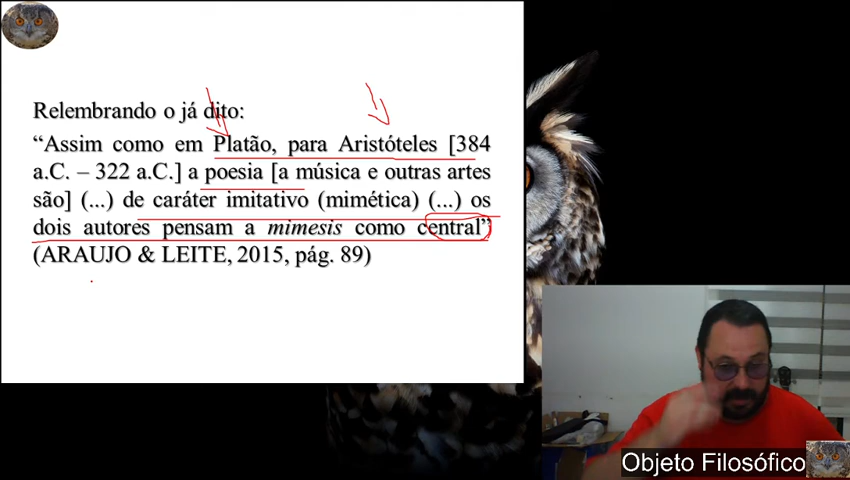 Relembrando o já dito:
“Assim como em Platão, para Aristóteles [384
a.C. – 322 a.C.] a poesia [a música e outras artes
são] (...) de caráter imitativo (mimética) (...) os
dois autores pensam a mimesis como central”
(ARAUJO & LEITE, 2015, pág. 89)
Objeto Filosófico